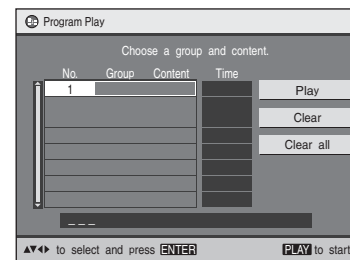 Program Play
Choose a group and content.
No. Group Content Time
1
Play
Clear
Clear all
_ _ _
▲▼◀▶ to select and press ENTER PLAY to start